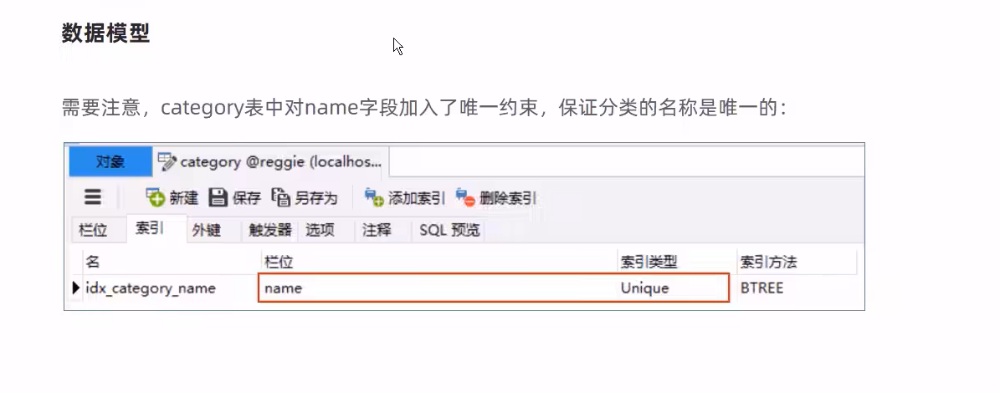 数据模型
需要注意，category表中对name字段加入了唯一约束，保证分类的名称是唯一的：
对象 category @reggie (localhos...
新建 保存 另存为 添加索引 删除索引
栏位 索引 外键 触发器 选项 注释 SQL 预览
名 栏位 索引类型 索引方法
idx_category_name name Unique BTREE